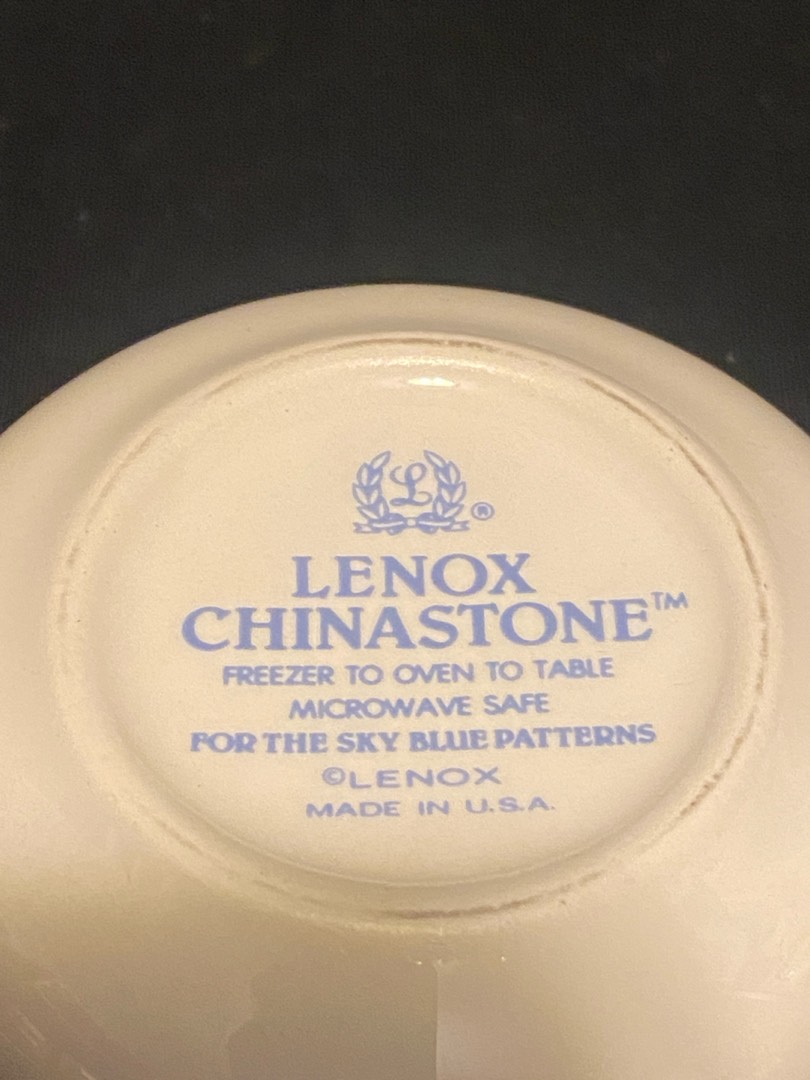 L ®
LENOX
CHINASTONE™
FREEZER TO OVEN TO TABLE
MICROWAVE SAFE
FOR THE SKY BLUE PATTERNS
©LENOX
MADE IN U.S.A.